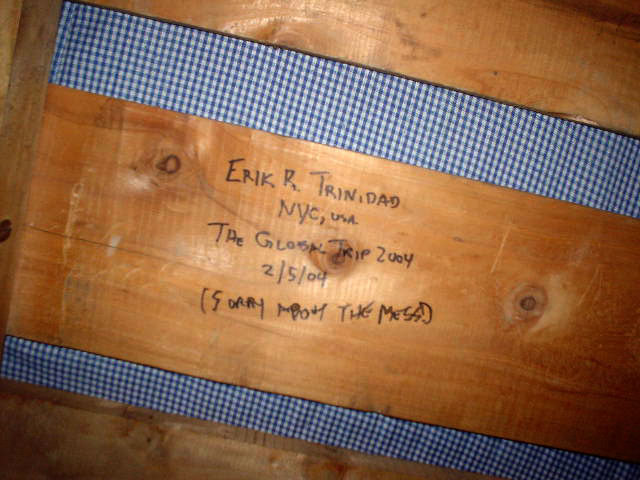 ERIK R. TRINIDAD
NYC, USA
THE GLOBAL TRIP 2004
2/5/04
(SORRY ABOUT THE MESS!)